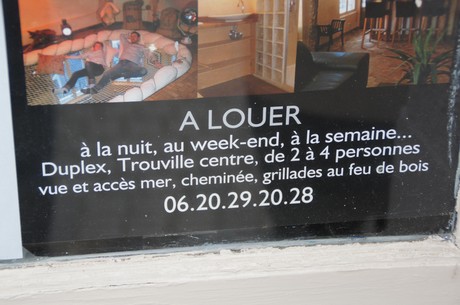 A LOUER
à la nuit, au week-end, à la semaine...
Duplex, Trouville centre, de 2 à 4 personnes
vue et accès mer, cheminée, grillades au feu de bois
06.20.29.20.28